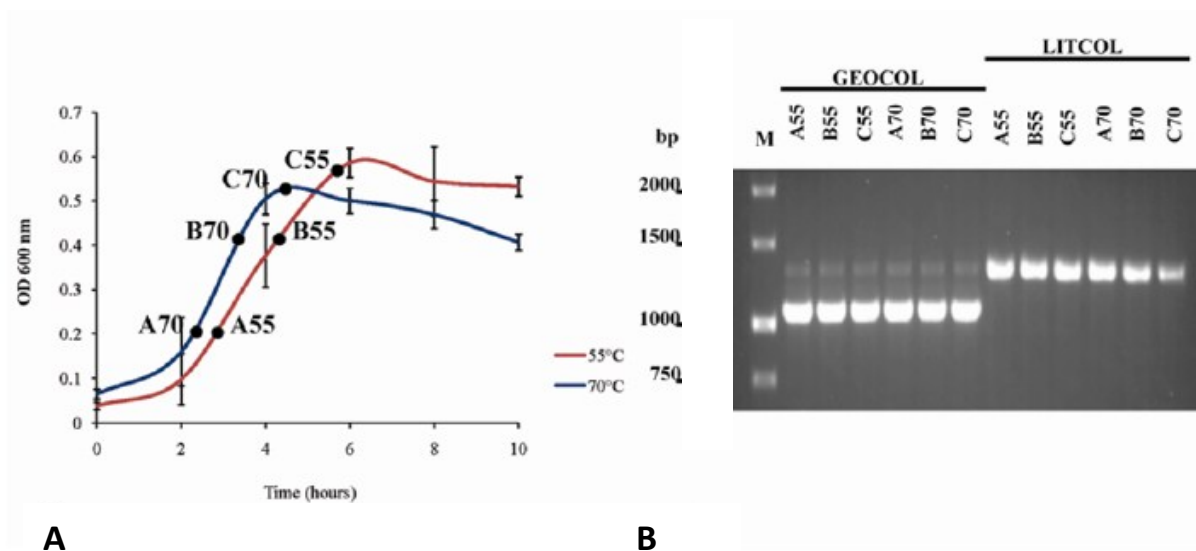 0.7
0.6
0.5
0.4
0.3
0.2
0.1
0
OD 600 nm
0 2 4 6 8 10
Time (hours)
C55
C70
B70 B55
A70 A55
55°C
70°C
A
LITCOL
GEOCOL
bp M A55 B55 C55 A70 B70 C70 A55 B55 C55 A70 B70 C70
2000
1500
1000
750
B